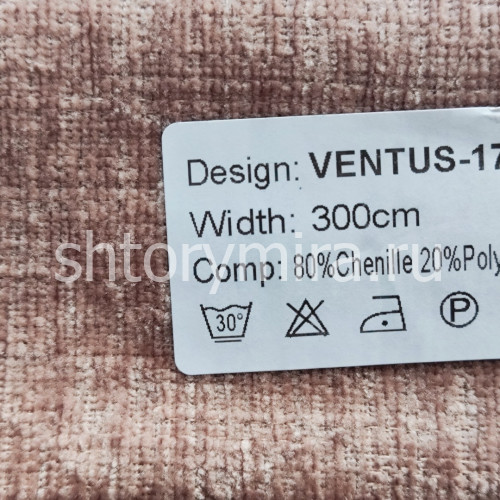 Design: VENTUS-17
Width: 300cm
shtorymira.ru
Comp: 80%Chenille 20%Poly
30°
P